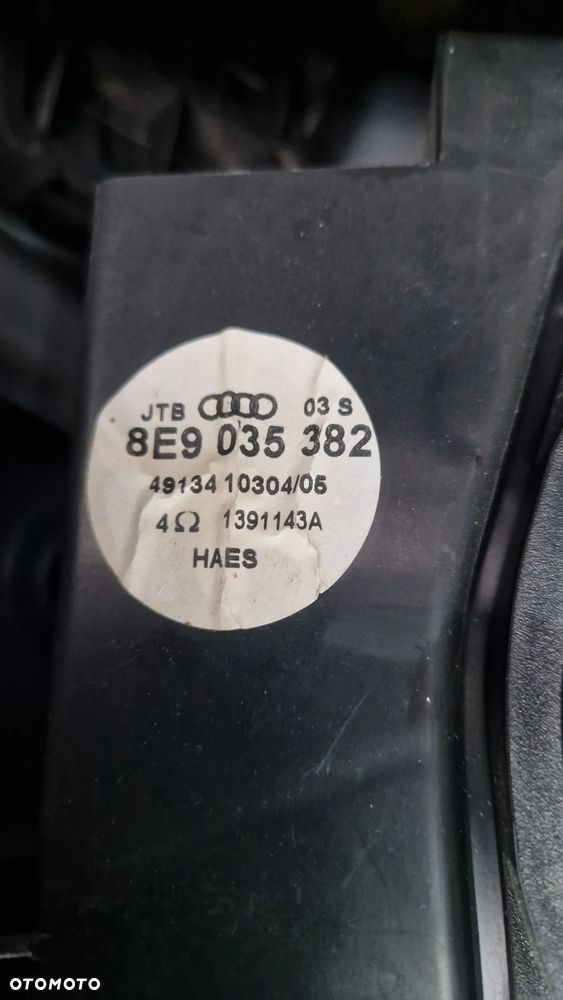 JTB 03 S
8E9 035 382
49134 10304/05
4Ω 1391143A
HAES
OTOMOTO